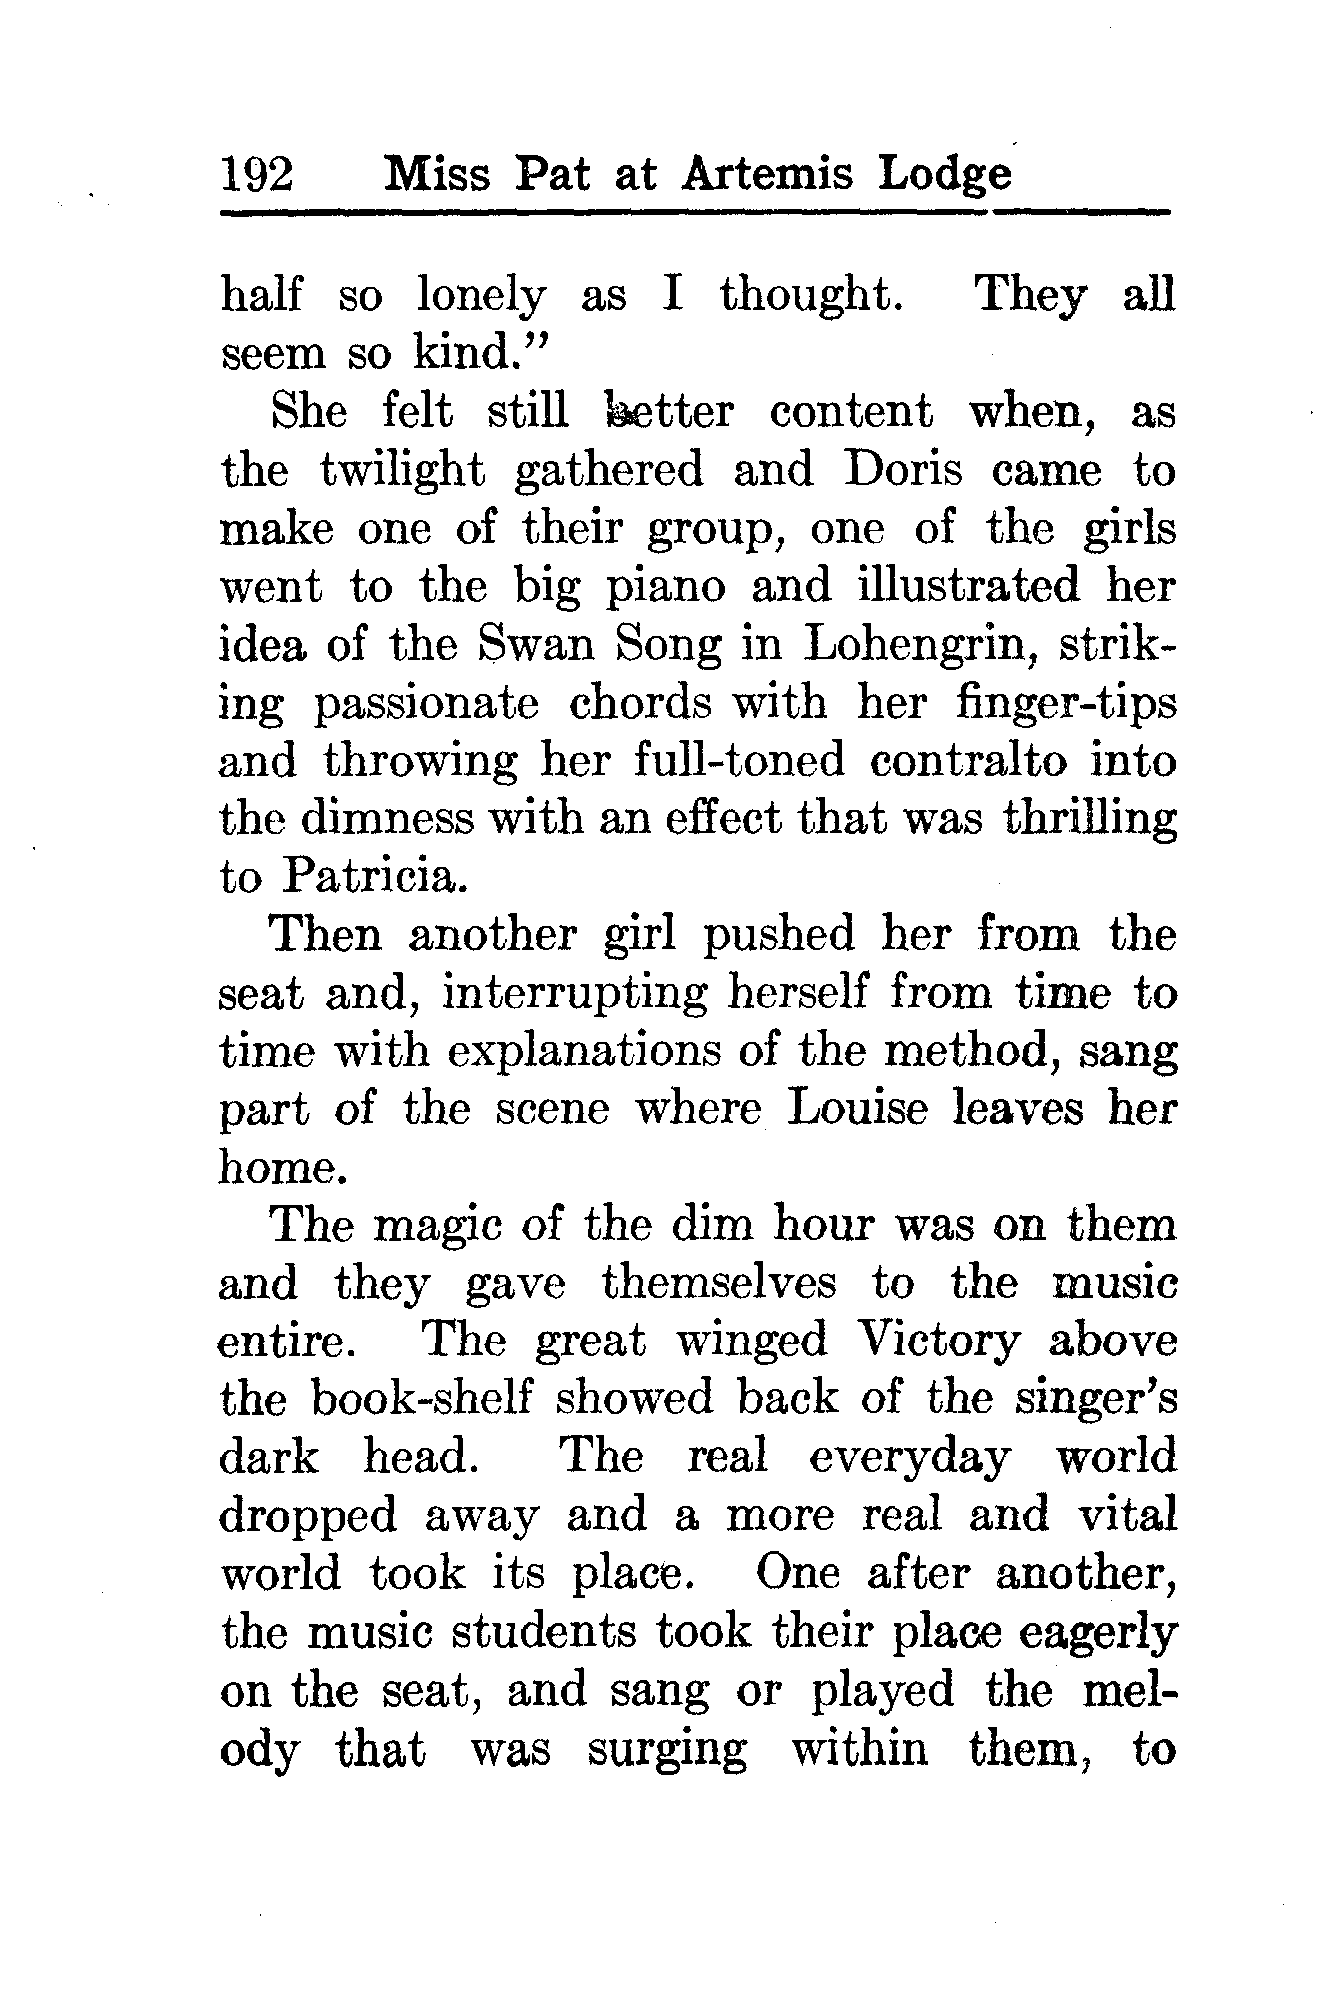 192 Miss Pat at Artemis Lodge
half so lonely as I thought. They all
seem so kind.”
She felt still better content when, as
the twilight gathered and Doris came to
make one of their group, one of the girls
went to the big piano and illustrated her
idea of the Swan Song in Lohengrin, strik-
ing passionate chords with her finger-tips
and throwing her full-toned contralto into
the dimness with an effect that was thrilling
to Patricia.
Then another girl pushed her from the
seat and, interrupting herself from time to
time with explanations of the method, sang
part of the scene where Louise leaves her
home.
The magic of the dim hour was on them
and they gave themselves to the music
entire. The great winged Victory above
the book-shelf showed back of the singer’s
dark head. The real everyday world
dropped away and a more real and vital
world took its place. One after another,
the music students took their place eagerly
on the seat, and sang or played the mel-
ody that was surging within them, to